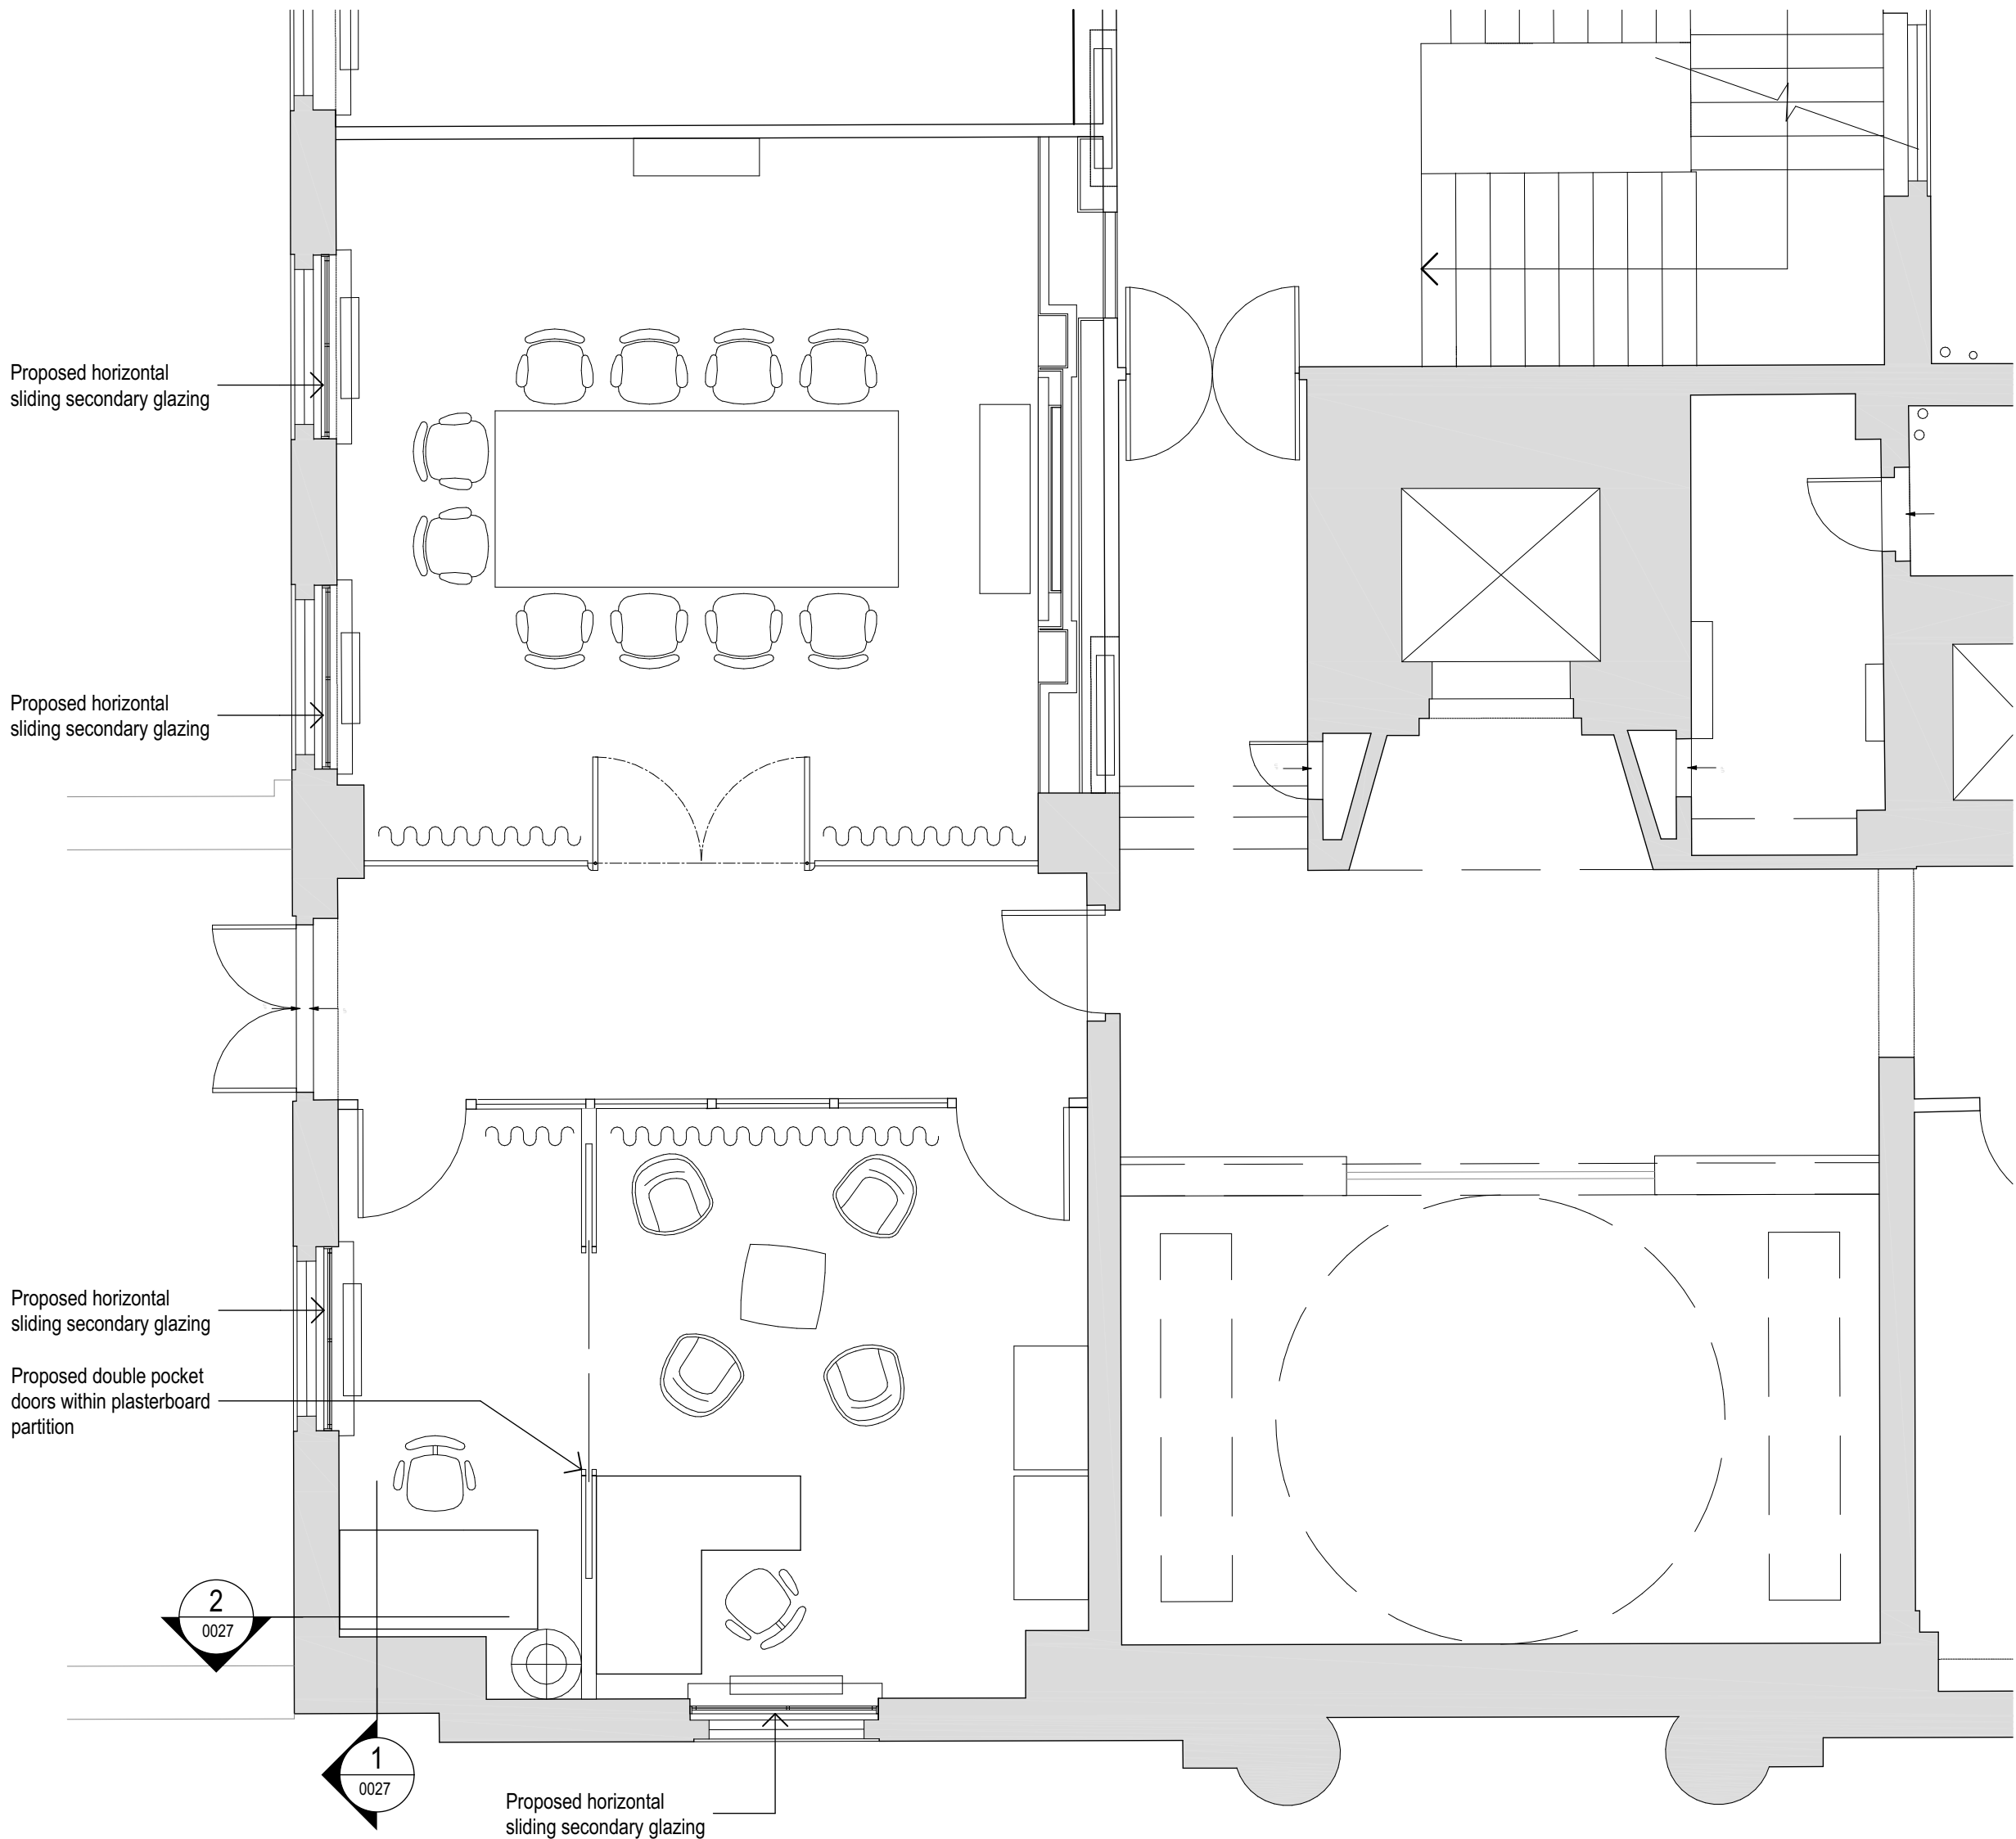 Proposed horizontal
sliding secondary glazing
Proposed horizontal
sliding secondary glazing
Proposed horizontal
sliding secondary glazing
Proposed double pocket
doors within plasterboard
partition
2
0027
1
0027
Proposed horizontal
sliding secondary glazing